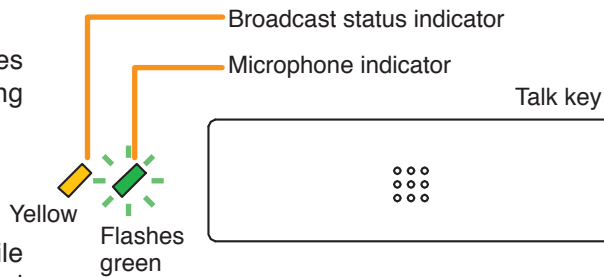 Broadcast status indicator
Microphone indicator
Talk key
Yellow
Flashes
green